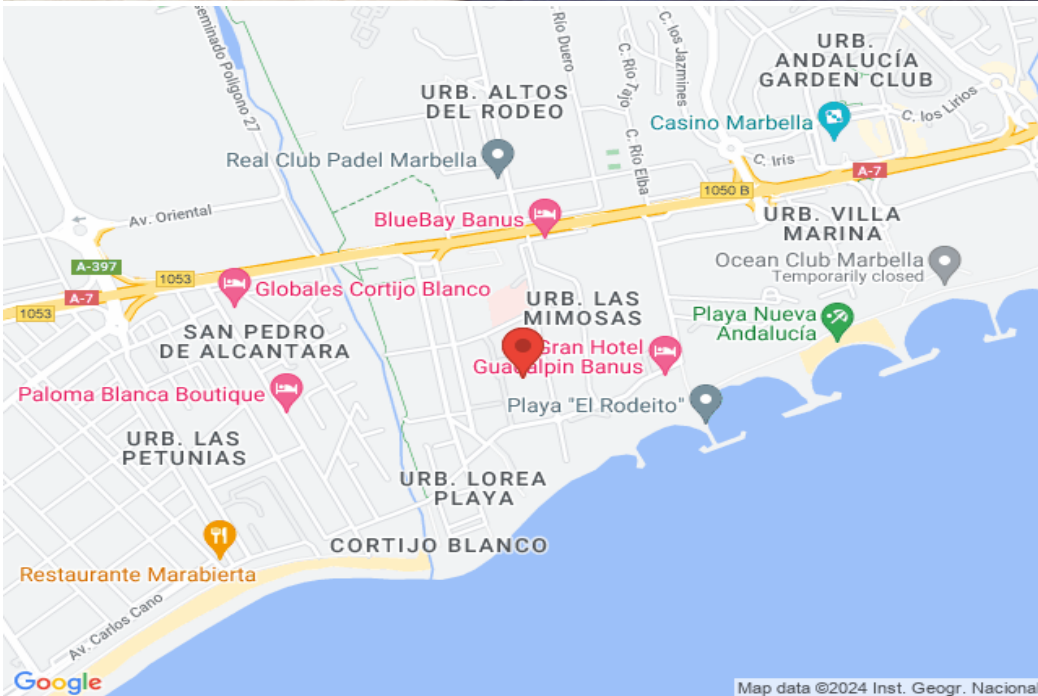 URB.
ANDALUCÍA
GARDEN CLUB
C. los Jazmines
Río Duero
C. Río Tajo
URB. ALTOS
DEL RODEO
Casino Marbella
C. los Lirios
seminado Polígono 27
Real Club Padel Marbella
C. Río Elba
C. Iris
A-7
1050 B
Av. Oriental
BlueBay Banus
URB. VILLA
MARINA
A-397
1053
Ocean Club Marbella
Temporarily closed
Globales Cortijo Blanco
A-7
1053
URB. LAS
MIMOSAS
Playa Nueva
Andalucía
SAN PEDRO
DE ALCANTARA
Gran Hotel
Guadalpin Banus
Paloma Blanca Boutique
Playa "El Rodeito"
URB. LAS
PETUNIAS
URB. LOREA
PLAYA
CORTIJO BLANCO
Restaurante Marabierta
Av. Carlos Cano
Google
Map data ©2024 Inst. Geogr. Nacional